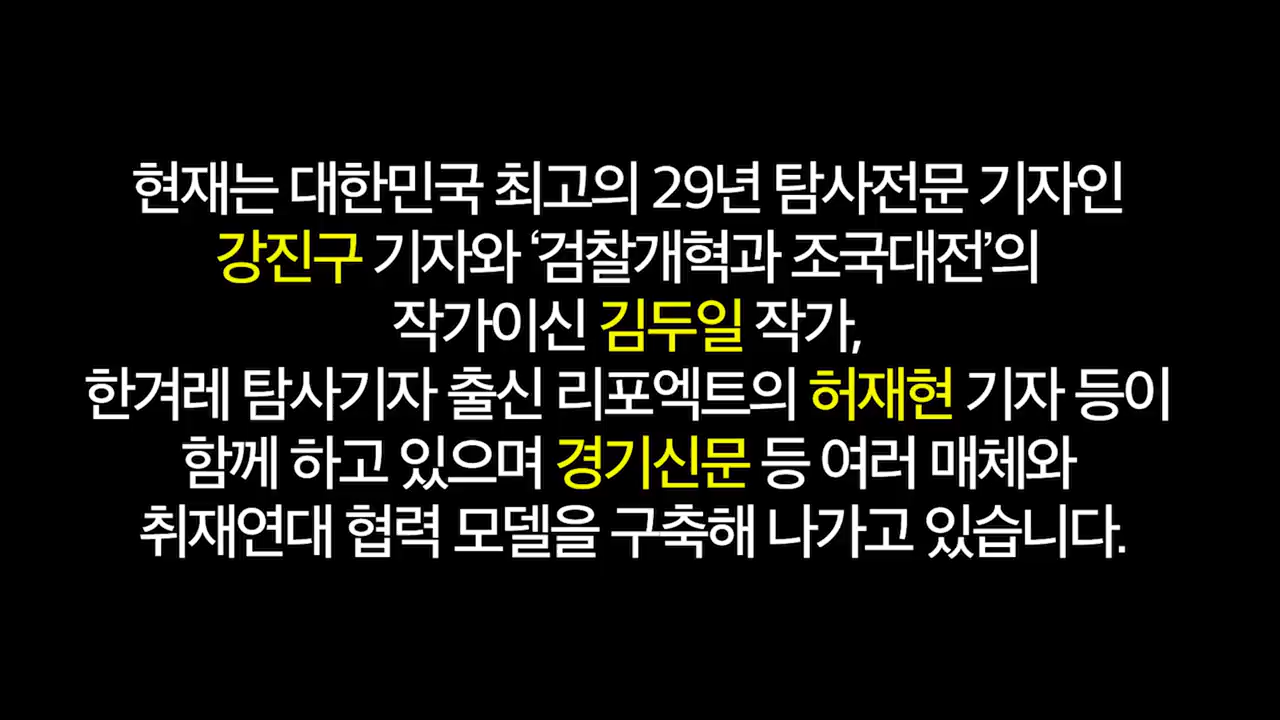 현재는 대한민국 최고의 29년 탐사전문 기자인
강진구 기자와 ‘검찰개혁과 조국대전’의
작가이신 김두일 작가,
한겨레 탐사기자 출신 리포엑트의 허재현 기자 등이
함께 하고 있으며 경기신문 등 여러 매체와
취재연대 협력 모델을 구축해 나가고 있습니다.